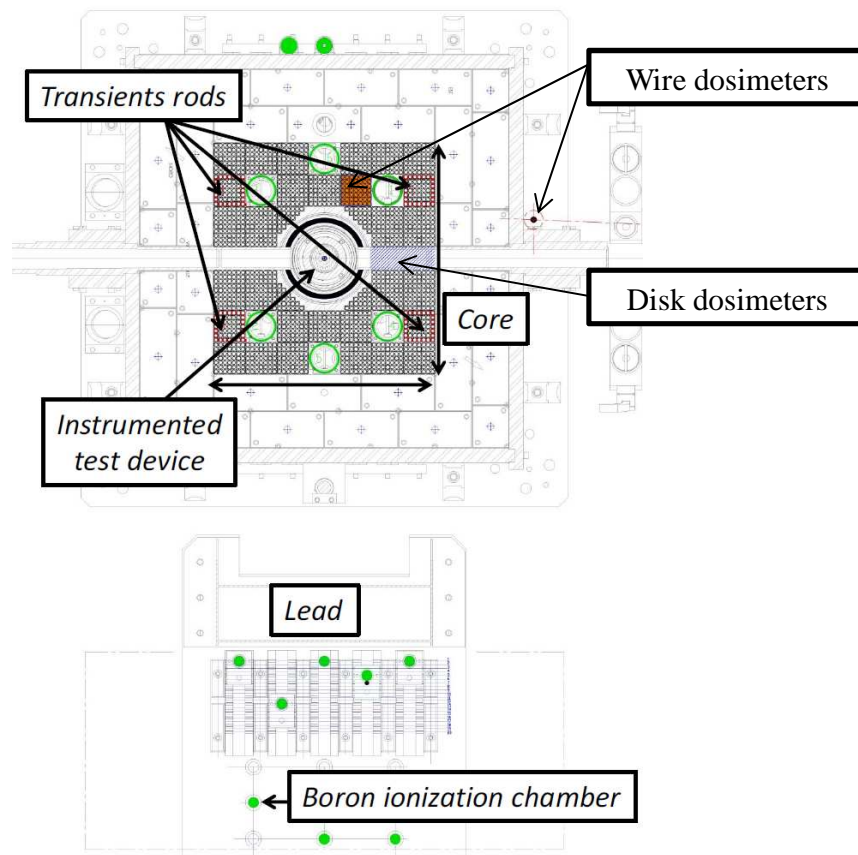 Wire dosimeters
Transients rods
Disk dosimeters
Core
Instrumented
test device
Lead
Boron ionization chamber